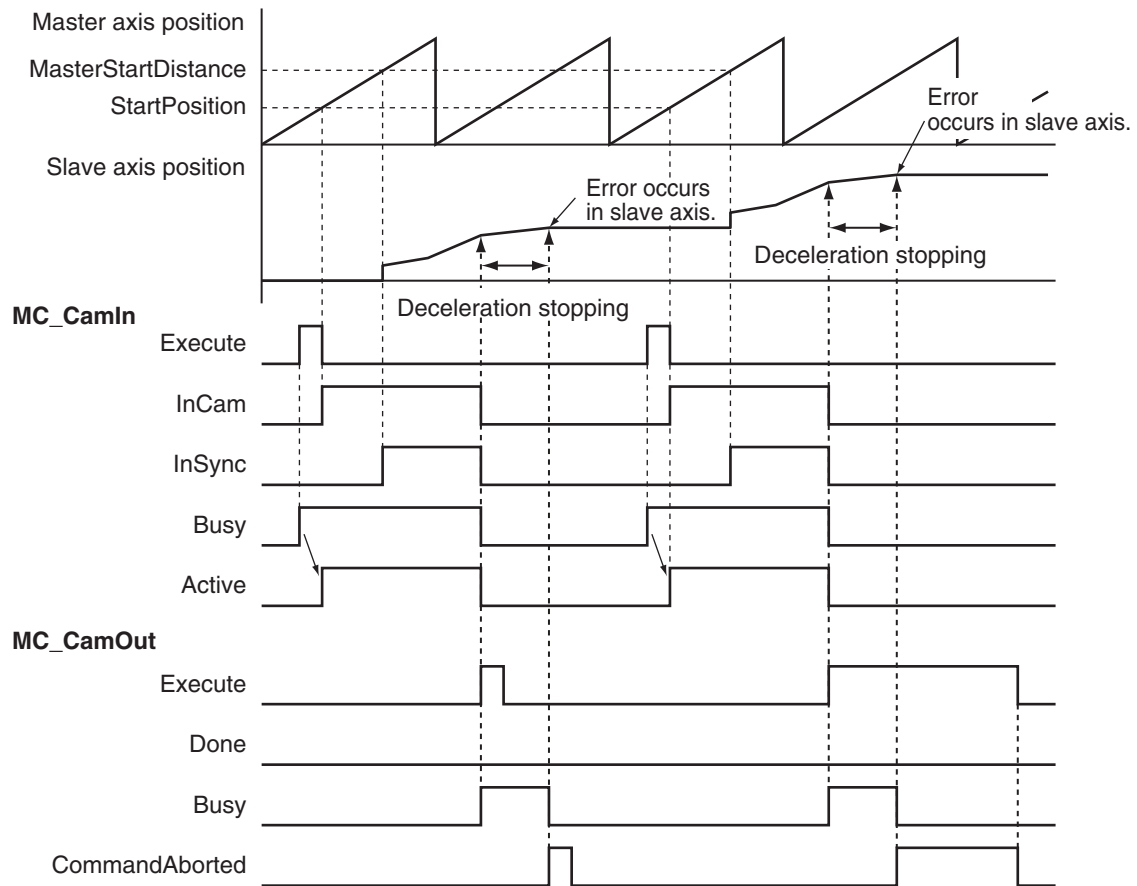 Master axis position
MasterStartDistance
StartPosition
Error
occurs in slave axis.
Slave axis position
Error occurs
in slave axis.
Deceleration stopping
Deceleration stopping
MC_CamIn
Execute
InCam
InSync
Busy
Active
MC_CamOut
Execute
Done
Busy
CommandAborted